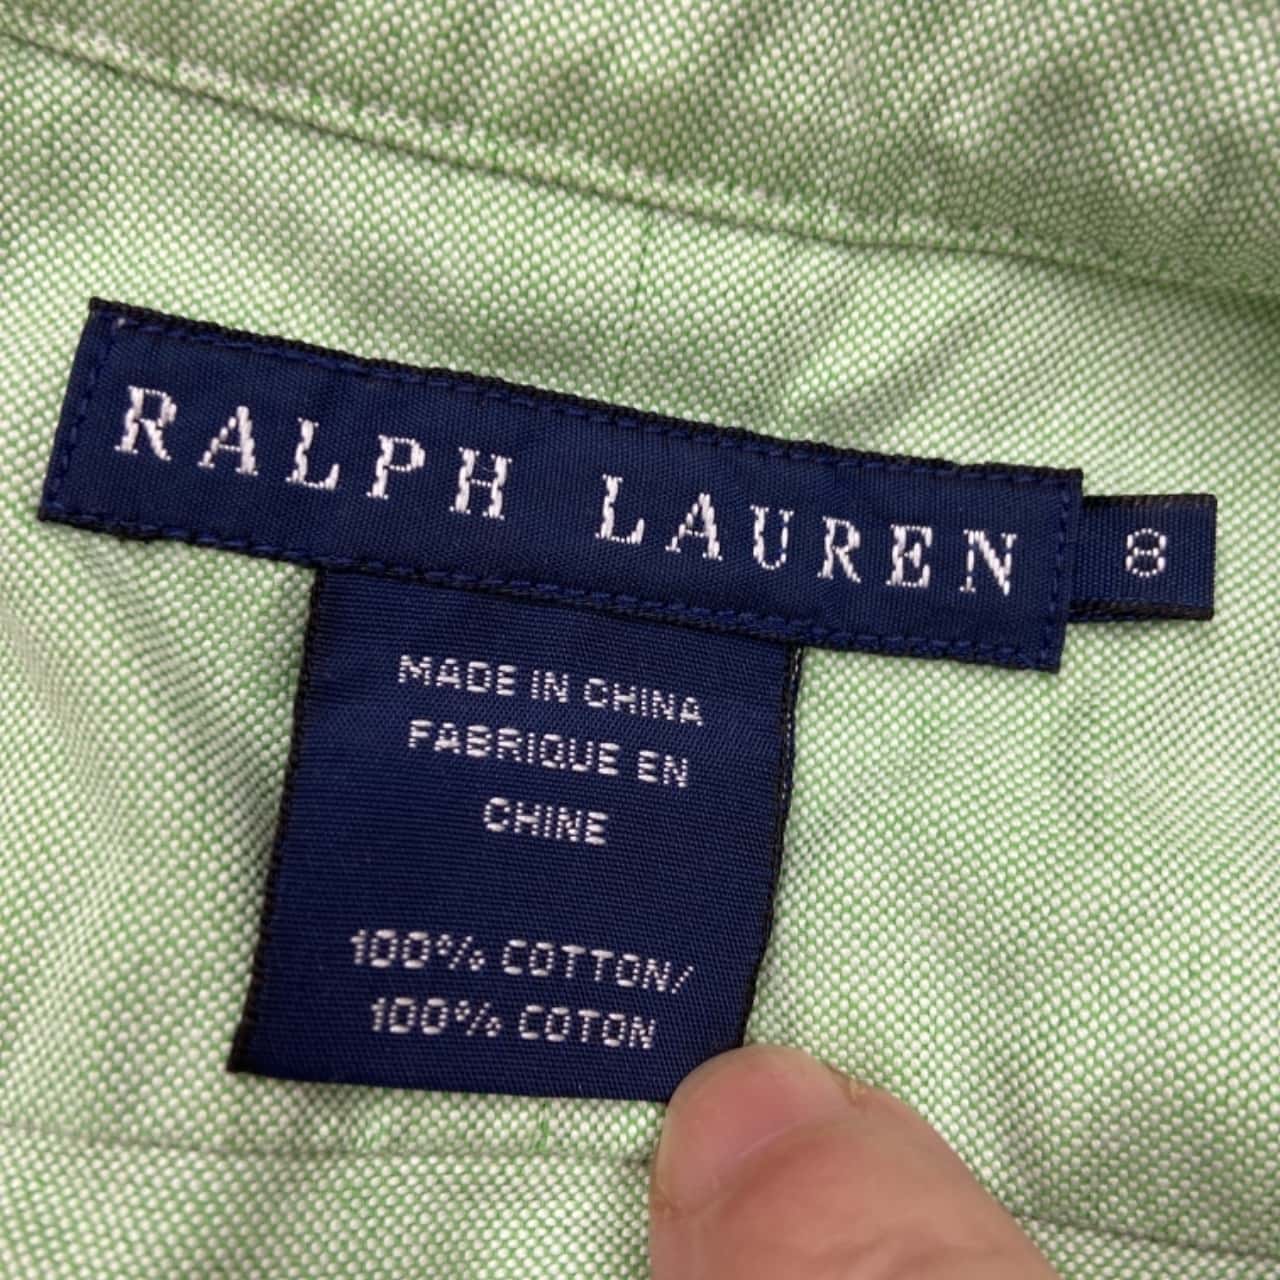 RALPH LAUREN 8
MADE IN CHINA
FABRIQUE EN
CHINE
100% COTTON/
100% COTON